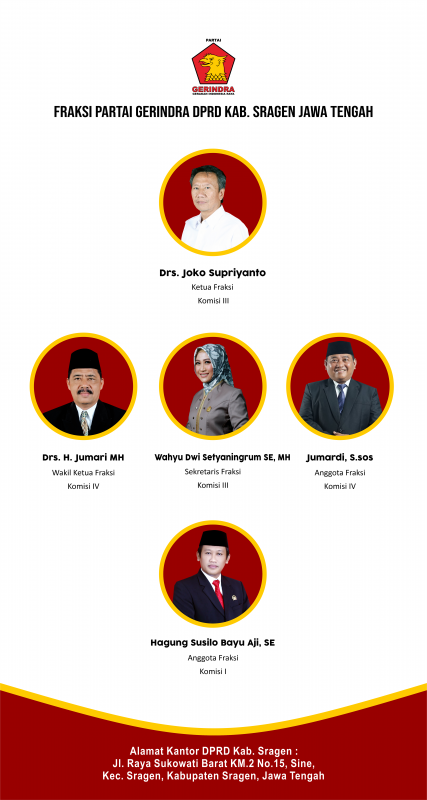 PARTAI
GERINDRA
GERAKAN INDONESIA RAYA
FRAKSI PARTAI GERINDRA DPRD KAB. SRAGEN JAWA TENGAH
Drs. Joko Supriyanto
Ketua Fraksi
Komisi III
Drs. H. Jumari MH
Wakil Ketua Fraksi
Komisi IV
Wahyu Dwi Setyaningrum SE, MH
Sekretaris Fraksi
Komisi III
Jumardi, S.sos
Anggota Fraksi
Komisi IV
Hagung Susilo Bayu Aji, SE
Anggota Fraksi
Komisi I
Alamat Kantor DPRD Kab. Sragen :
Jl. Raya Sukowati Barat KM.2 No.15, Sine,
Kec. Sragen, Kabupaten Sragen, Jawa Tengah